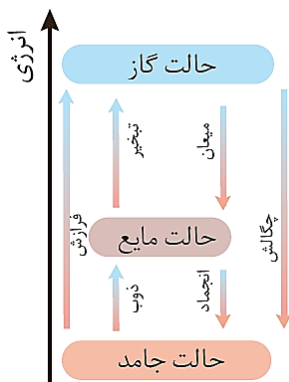 انرژی
حالت گاز
تبخیر
میعان
فرازش
چگالش
حالت مایع
ذوب
انجماد
حالت جامد